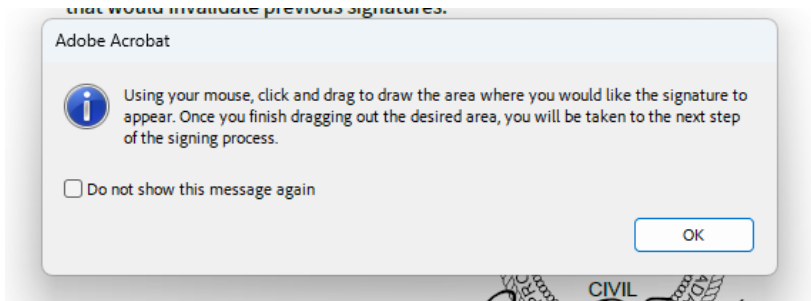 that would invalidate previous signatures.
Adobe Acrobat
Using your mouse, click and drag to draw the area where you would like the signature to
appear. Once you finish dragging out the desired area, you will be taken to the next step
of the signing process.
Do not show this message again
OK
CIVIL